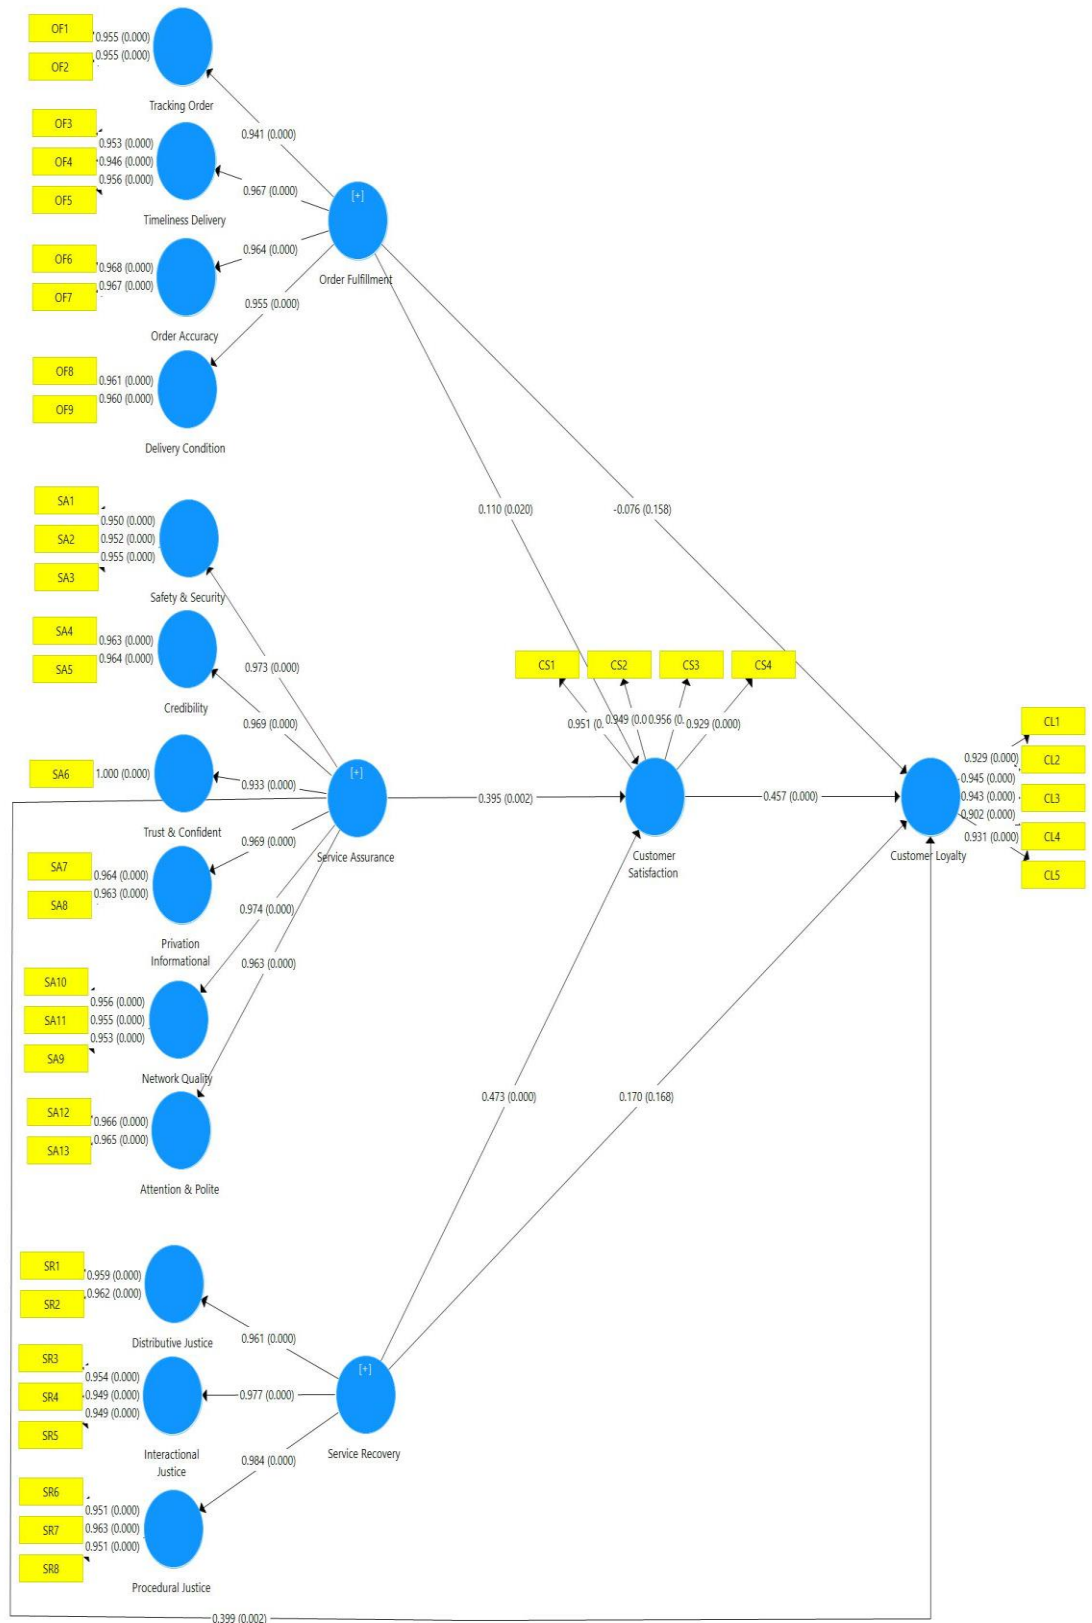 OF1
0.955 (0.000)
OF2
0.955 (0.000)
Tracking Order
OF3
0.953 (0.000)
OF4
0.946 (0.000)
OF5
0.956 (0.000)
Timeliness Delivery
OF6
0.968 (0.000)
OF7
0.967 (0.000)
Order Accuracy
OF8
0.961 (0.000)
OF9
0.960 (0.000)
Delivery Condition
0.941 (0.000)
0.967 (0.000)
0.964 (0.000)
0.955 (0.000)
[+]
Order Fulfillment
0.110 (0.020)
-0.076 (0.158)
SA1
0.950 (0.000)
SA2
0.952 (0.000)
SA3
0.955 (0.000)
Safety & Security
SA4
0.963 (0.000)
SA5
0.964 (0.000)
Credibility
SA6
1.000 (0.000)
Trust & Confident
SA7
0.964 (0.000)
SA8
0.963 (0.000)
Privation
Informational
SA10
0.956 (0.000)
SA11
0.955 (0.000)
SA9
0.953 (0.000)
Network Quality
SA12
0.966 (0.000)
SA13
0.965 (0.000)
Attention & Polite
0.973 (0.000)
0.969 (0.000)
0.933 (0.000)
0.969 (0.000)
0.974 (0.000)
0.963 (0.000)
[+]
Service Assurance
0.395 (0.002)
CS1
CS2
CS3
CS4
0.951 (0.
0.949 (0.0
0.956 (0.
0.929 (0.000)
Customer
Satisfaction
0.457 (0.000)
Customer Loyalty
CL1
0.929 (0.000)
CL2
0.945 (0.000)
CL3
0.943 (0.000)
CL4
0.902 (0.000)
CL5
0.931 (0.000)
0.473 (0.000)
0.170 (0.168)
SR1
0.959 (0.000)
SR2
0.962 (0.000)
Distributive Justice
SR3
0.954 (0.000)
SR4
0.949 (0.000)
SR5
0.949 (0.000)
Interactional
Justice
SR6
0.951 (0.000)
SR7
0.963 (0.000)
SR8
0.951 (0.000)
Procedural Justice
0.961 (0.000)
0.977 (0.000)
0.984 (0.000)
[+]
Service Recovery
0.399 (0.002)